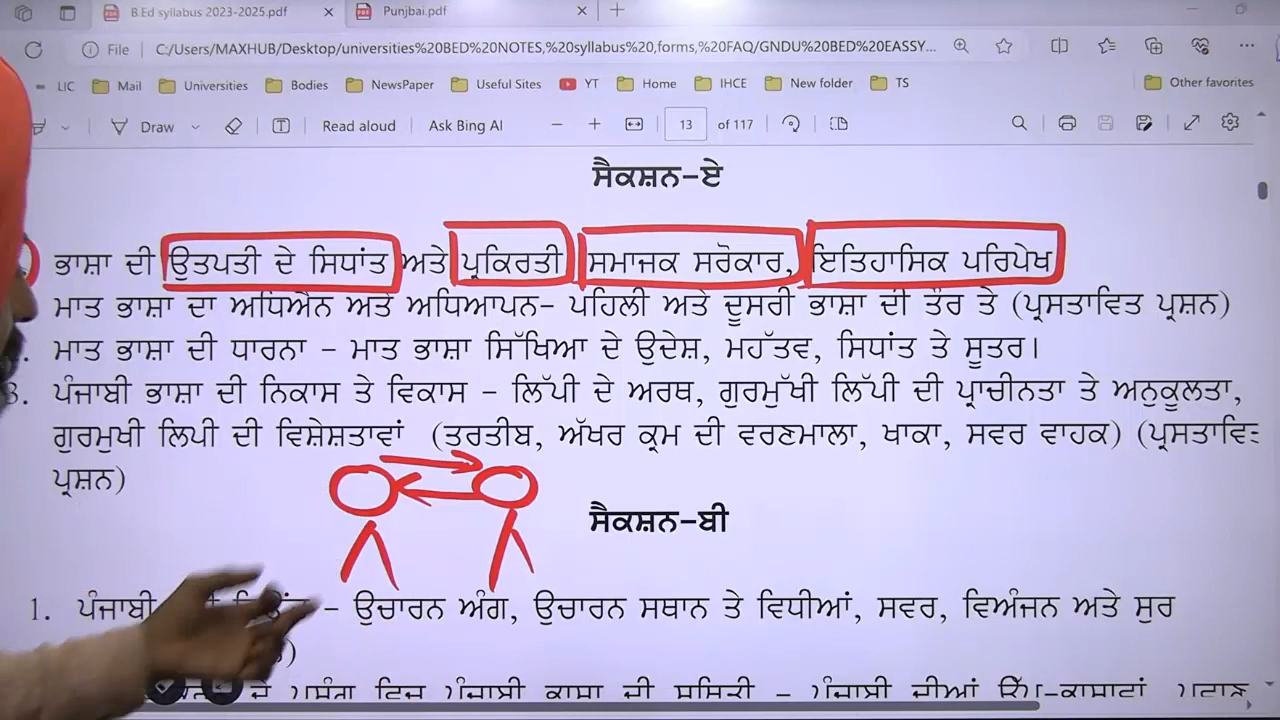 B.Ed syllabus 2023-2025.pdf
Punjbai.pdf
File C:/Users/MAXHUB/Desktop/universities%20BED%20NOTES,%20syllabus%20,forms,%20FAQ/GNDU%20BED%20EASSY...
LIC Mail Universities Bodies NewsPaper Useful Sites YT Home IHCE New folder TS Other favorites
Draw Read aloud Ask Bing AI 13 of 117
ਸੈਕਸ਼ਨ-ਏ
ਭਾਸ਼ਾ ਦੀ ਉਤਪਤੀ ਦੇ ਸਿਧਾਂਤ ਅਤੇ ਪ੍ਰਕਿਰਤੀ ਸਮਾਜਕ ਸਰੋਕਾਰ, ਇਤਿਹਾਸਿਕ ਪਰਿਪੇਖ
ਮਾਤ ਭਾਸ਼ਾ ਦਾ ਅਧਿਐਨ ਅਤੇ ਅਧਿਆਪਨ- ਪਹਿਲੀ ਅਤੇ ਦੂਸਰੀ ਭਾਸ਼ਾ ਦੀ ਤੌਰ ਤੇ (ਪ੍ਰਸਤਾਵਿਤ ਪ੍ਰਸ਼ਨ)
ਮਾਤ ਭਾਸ਼ਾ ਦੀ ਧਾਰਨਾ - ਮਾਤ ਭਾਸ਼ਾ ਸਿੱਖਿਆ ਦੇ ਉਦੇਸ਼, ਮਹੱਤਵ, ਸਿਧਾਂਤ ਤੇ ਸੂਤਰ।
3. ਪੰਜਾਬੀ ਭਾਸ਼ਾ ਦੀ ਨਿਕਾਸ ਤੇ ਵਿਕਾਸ - ਲਿੱਪੀ ਦੇ ਅਰਥ, ਗੁਰਮੁੱਖੀ ਲਿੱਪੀ ਦੀ ਪ੍ਰਾਚੀਨਤਾ ਤੇ ਅਨੁਕੂਲਤਾ,
ਗੁਰਮੁਖੀ ਲਿਪੀ ਦੀ ਵਿਸ਼ੇਸ਼ਤਾਵਾਂ (ਤਰਤੀਬ, ਅੱਖਰ ਕ੍ਰਮ ਦੀ ਵਰਣਮਾਲਾ, ਖਾਕਾ, ਸਵਰ ਵਾਹਕ) (ਪ੍ਰਸਤਾਵਿਤ
ਪ੍ਰਸ਼ਨ)
ਸੈਕਸ਼ਨ-ਬੀ
1. ਪੰਜਾਬੀ - ਉਚਾਰਨ ਅੰਗ, ਉਚਾਰਨ ਸਥਾਨ ਤੇ ਵਿਧੀਆਂ, ਸਵਰ, ਵਿਅੰਜਨ ਅਤੇ ਸੁਰ